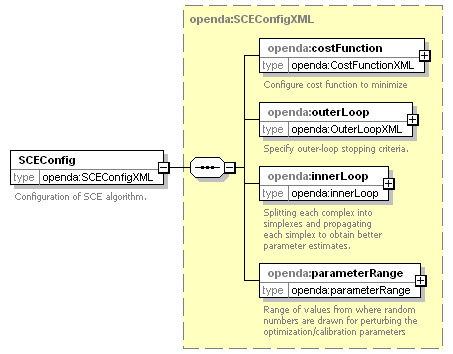 openda:SCEConfigXML
openda:costFunction
type openda:CostFunctionXML
Configure cost function to minimize
openda:outerLoop
type openda:OuterLoopXML
Specify outer-loop stopping criteria.
SCEConfig
type openda:SCEConfigXML
Configuration of SCE algorithm.
openda:innerLoop
type openda:innerLoop
Splitting each complex into
simplexes and propagating
each simplex to obtain better
parameter estimates.
openda:parameterRange
type openda:parameterRange
Range of values from where random
numbers are drawn for perturbing the
optimization/calibration parameters